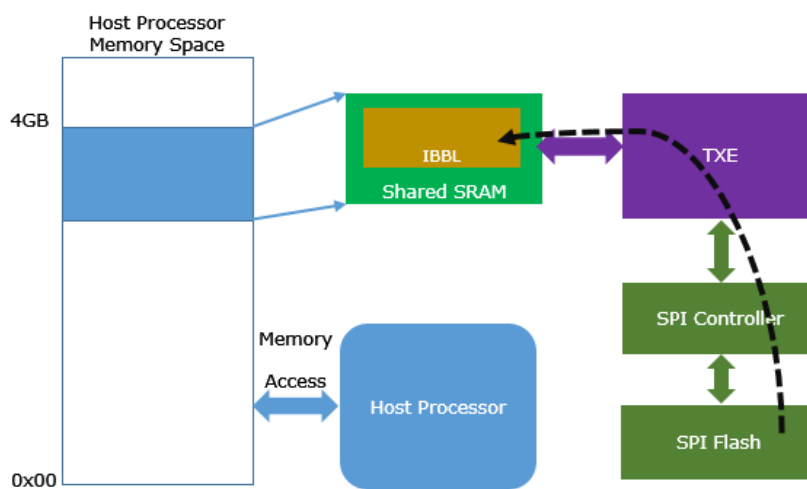 Host Processor
Memory Space
4GB
IBBL
TXE
Shared SRAM
SPI Controller
Memory
Access
Host Processor
SPI Flash
0x00